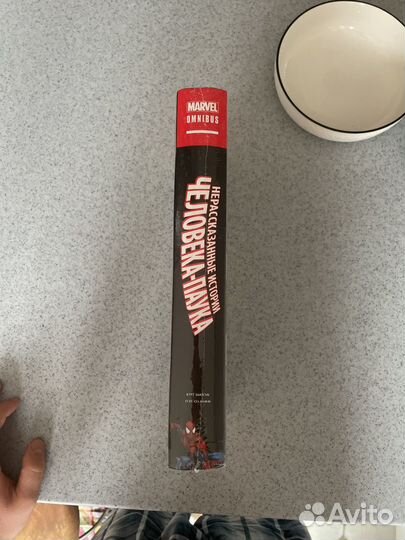 MARVEL
OMNIBUS
НЕРАССКАЗАННЫЕ ИСТОРИИ
ЧЕЛОВЕКА-ПАУКА
Avito